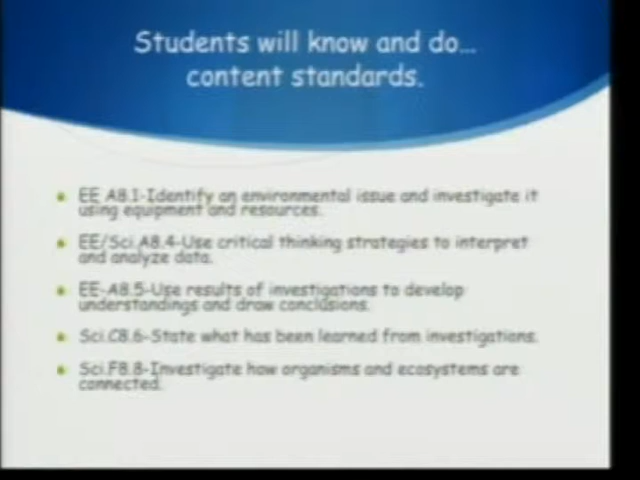 Students will know and do...
content standards.
EE A8.1-Identify an environmental issue and investigate it
using equipment and resources.
EE/Sci.A8.4-Use critical thinking strategies to interpret
and analyze data.
EE-A8.5-Use results of investigations to develop
understandings and draw conclusions.
Sci.C8.6-State what has been learned from investigations.
Sci.F8.8-Investigate how organisms and ecosystems are
connected.